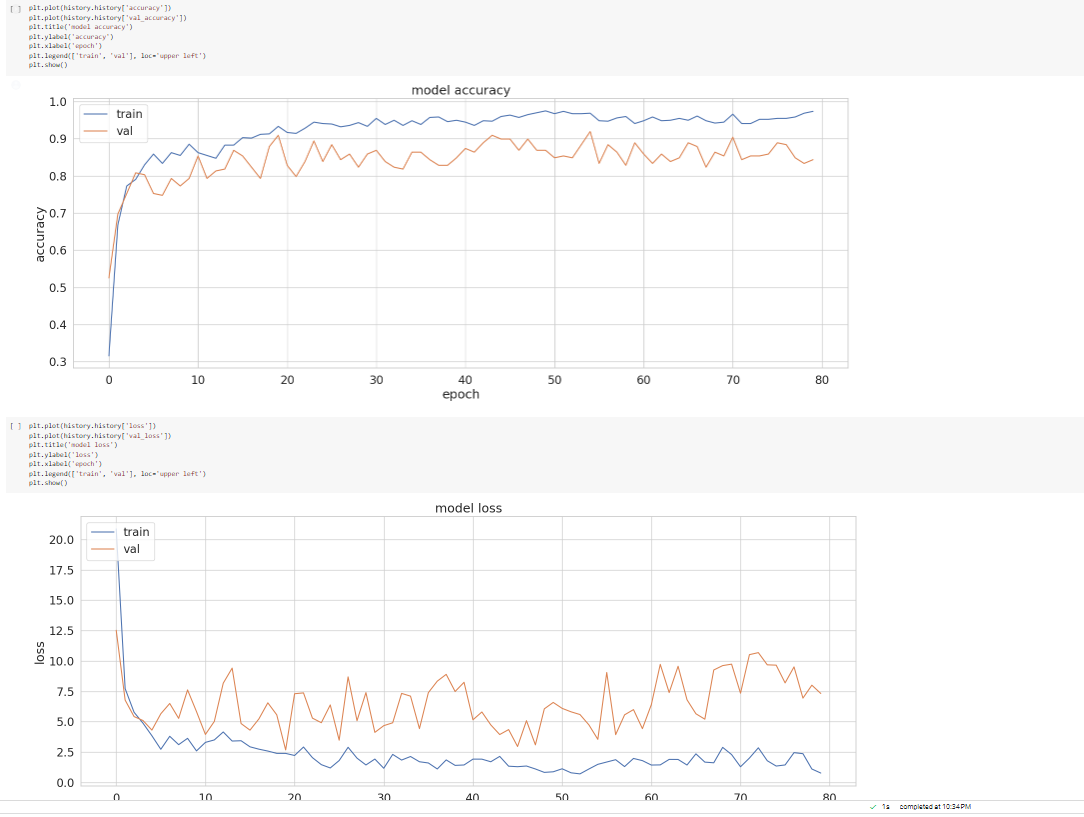 [ ] plt.plot(history.history['accuracy'])
plt.plot(history.history['val_accuracy'])
plt.title('model accuracy')
plt.ylabel('accuracy')
plt.xlabel('epoch')
plt.legend(['train', 'val'], loc='upper left')
plt.show()
model accuracy
train
val
1.0
0.9
0.8
0.7
0.6
0.5
0.4
0.3
accuracy
0 10 20 30 40 50 60 70 80
epoch
[ ] plt.plot(history.history['loss'])
plt.plot(history.history['val_loss'])
plt.title('model loss')
plt.ylabel('loss')
plt.xlabel('epoch')
plt.legend(['train', 'val'], loc='upper left')
plt.show()
model loss
train
val
20.0
17.5
15.0
12.5
10.0
7.5
5.0
2.5
0.0
loss
0 10 20 30 40 50 60 70 80
✓ 1s completed at 10:34 PM